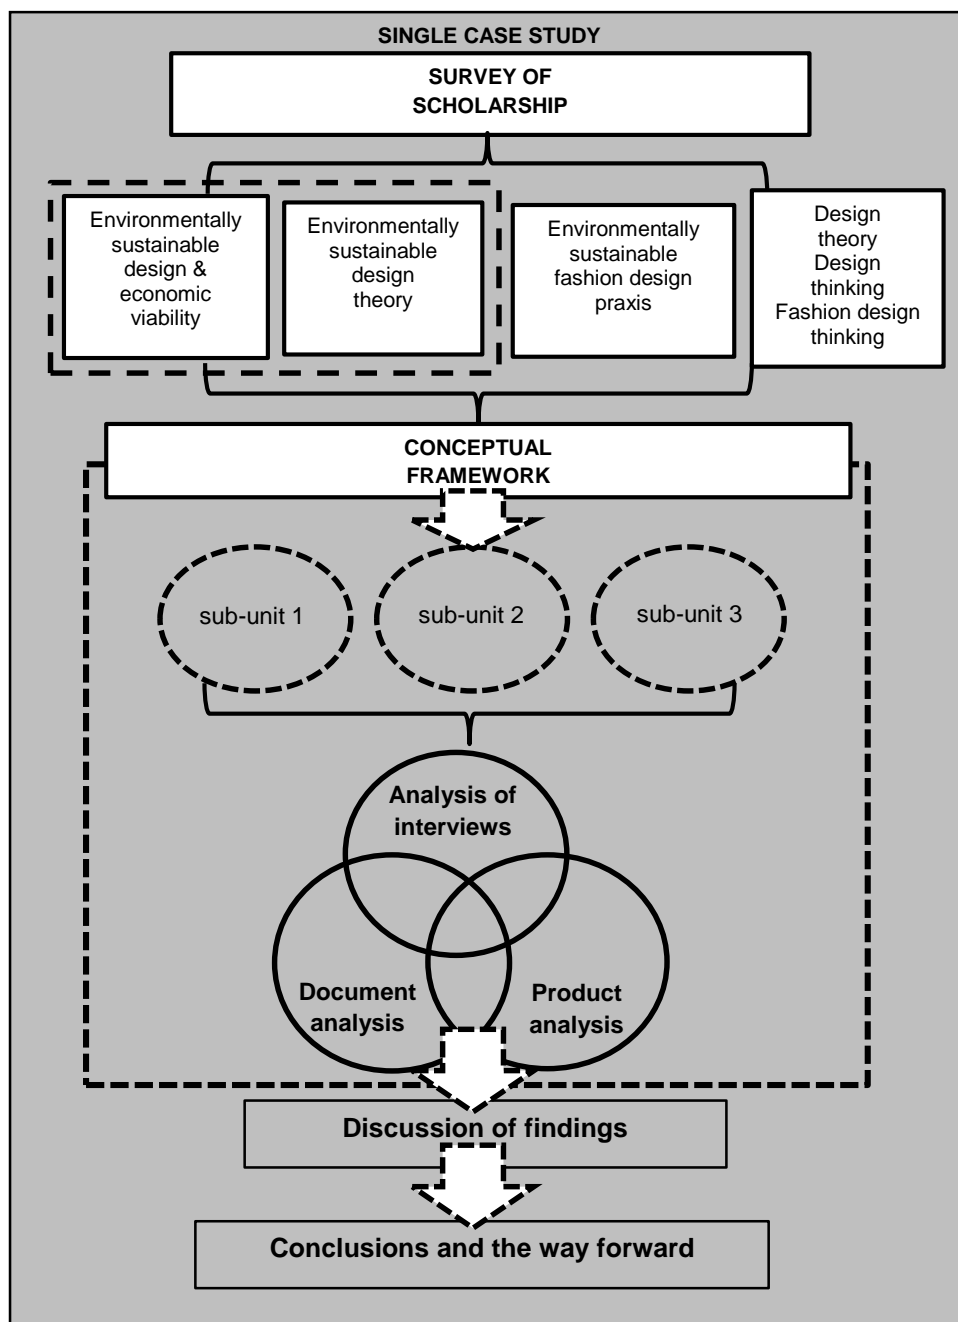 SINGLE CASE STUDY
SURVEY OF
SCHOLARSHIP
Environmentally
sustainable
design &
economic
viability
Environmentally
sustainable
design
theory
Environmentally
sustainable
fashion design
praxis
Design
theory
Design
thinking
Fashion design
thinking
CONCEPTUAL
FRAMEWORK
sub-unit 1
sub-unit 2
sub-unit 3
Analysis of
interviews
Document
analysis
Product
analysis
Discussion of findings
Conclusions and the way forward